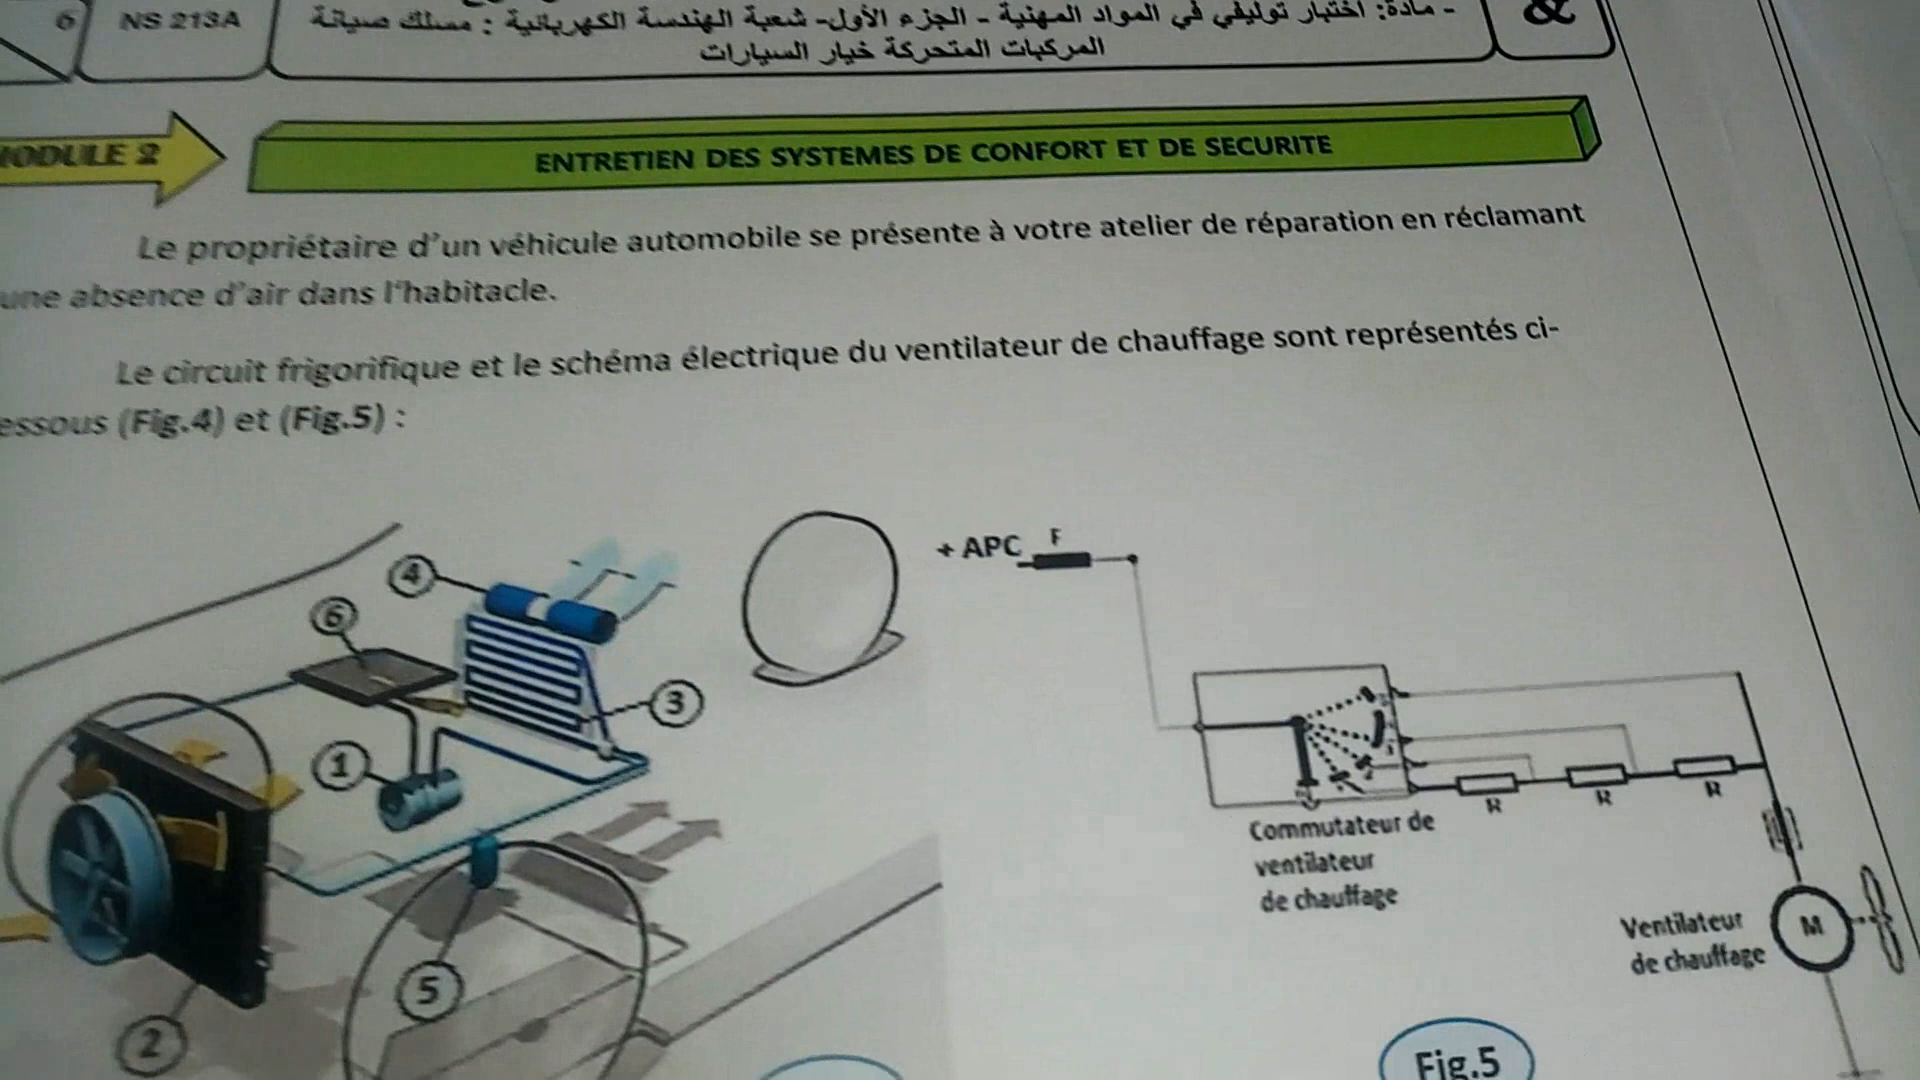 6
NS 213A
- مادة: اختبار توليفي في المواد المهنية - الجزء الأول- شعبة الهندسة الكهربائية : مسلك صيانة
المركبات المتحركة خيار السيارات
&
MODULE 2
ENTRETIEN DES SYSTEMES DE CONFORT ET DE SECURITE
Le propriétaire d'un véhicule automobile se présente à votre atelier de réparation en réclamant
une absence d'air dans l'habitacle.
Le circuit frigorifique et le schéma électrique du ventilateur de chauffage sont représentés ci-
essous (Fig.4) et (Fig.5) :
4
6
3
1
5
2
+ APC F
R R R
Commutateur de
ventilateur
de chauffage
Ventilateur
de chauffage
M
Fig.5